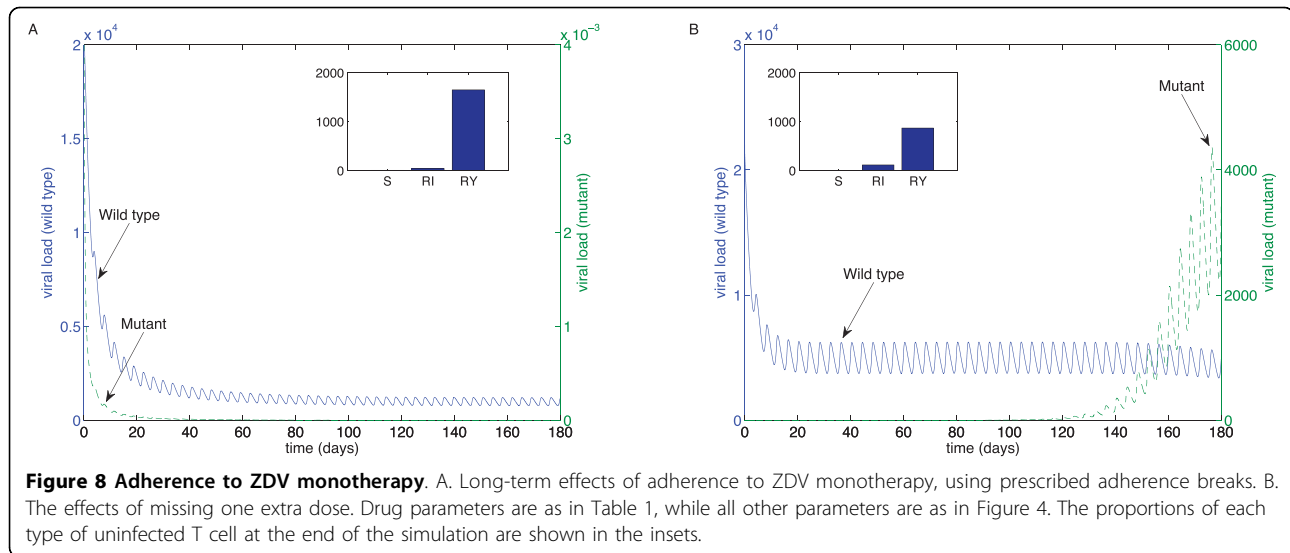 A
x 10⁴
2
1.5
1
0.5
0
viral load (wild type)
x 10⁻³
4
3
2
1
0
viral load (mutant)
2000
1000
0
S RI RY
Wild type
Mutant
0 20 40 60 80 100 120 140 160 180
time (days)
B
x 10⁴
3
2
1
0
viral load (wild type)
6000
4000
2000
0
viral load (mutant)
2000
1000
0
S RI RY
Mutant
Wild type
0 20 40 60 80 100 120 140 160 180
time (days)
Figure 8 Adherence to ZDV monotherapy. A. Long-term effects of adherence to ZDV monotherapy, using prescribed adherence breaks. B.
The effects of missing one extra dose. Drug parameters are as in Table 1, while all other parameters are as in Figure 4. The proportions of each
type of uninfected T cell at the end of the simulation are shown in the insets.